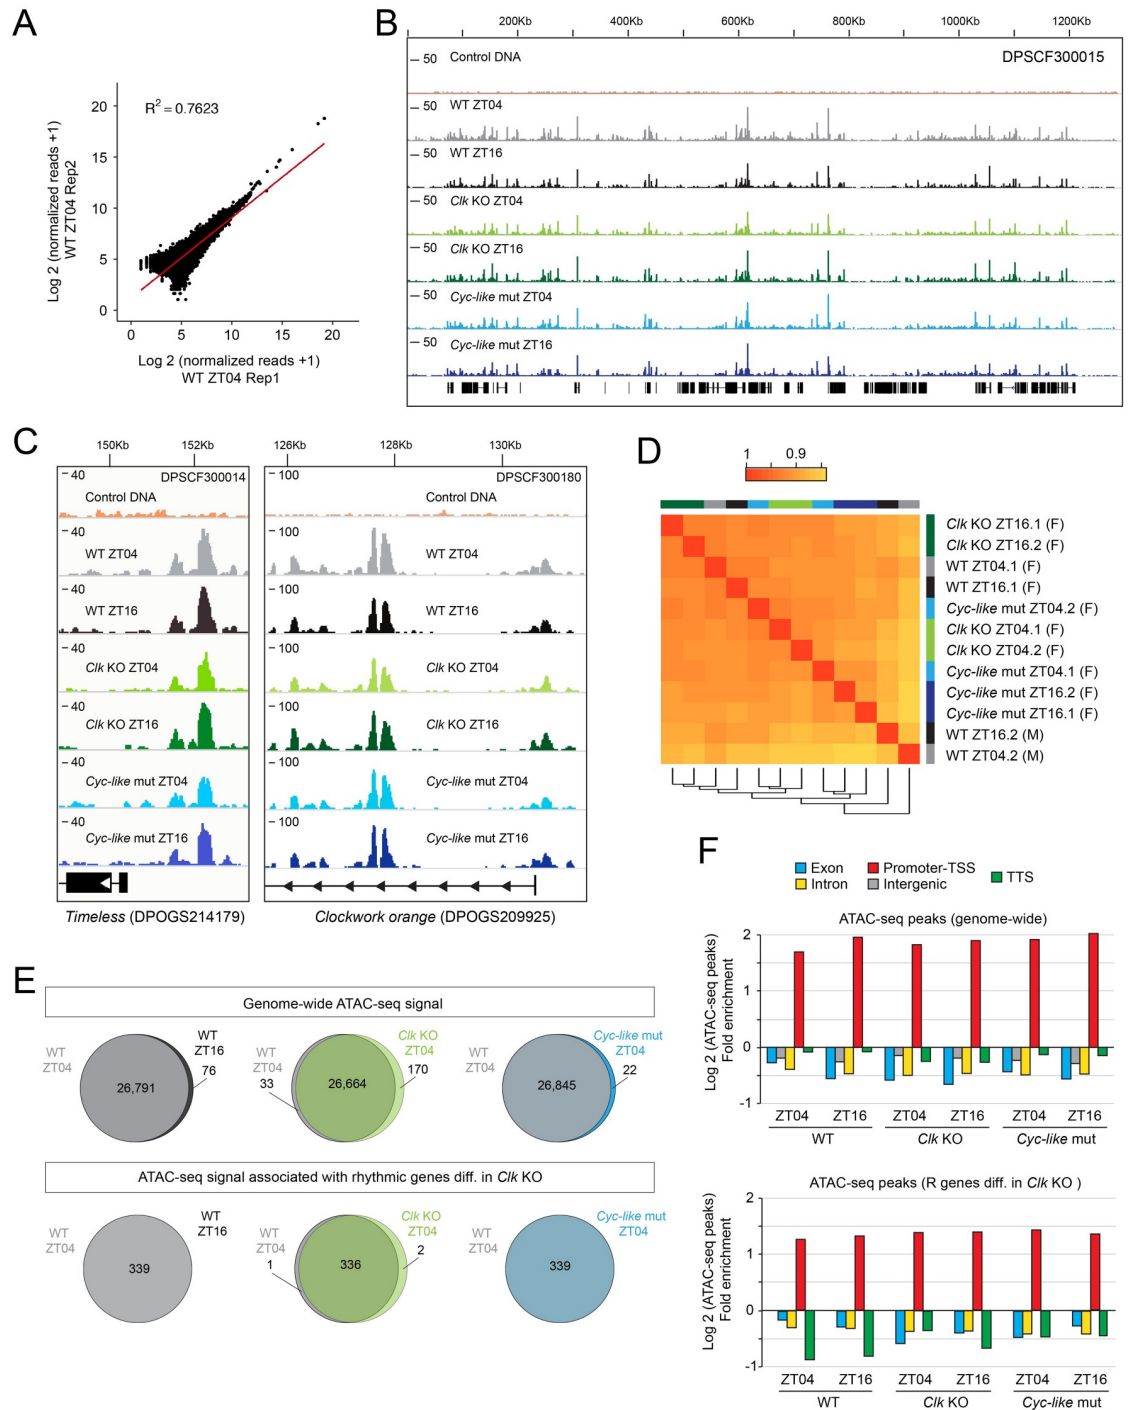 A
R² = 0.7623
20
15
10
5
0
Log 2 (normalized reads +1)
WT ZT04 Rep2
0 5 10 15 20
Log 2 (normalized reads +1)
WT ZT04 Rep1
B
200Kb 400Kb 600Kb 800Kb 1000Kb 1200Kb
50 Control DNA DPSCF300015
50 WT ZT04
50 WT ZT16
50 Clk KO ZT04
50 Clk KO ZT16
50 Cyc-like mut ZT04
50 Cyc-like mut ZT16
C
150Kb 152Kb
-40 DPSCF300014
Control DNA
-40
WT ZT04
-40
WT ZT16
-40
Clk KO ZT04
-40
Clk KO ZT16
-40
Cyc-like mut ZT04
-40
Cyc-like mut ZT16
Timeless (DPOGS214179)
126Kb 128Kb 130Kb
-100 DPSCF300180
Control DNA
-100
WT ZT04
-100
WT ZT16
-100
Clk KO ZT04
-100
Clk KO ZT16
-100
Cyc-like mut ZT04
-100
Cyc-like mut ZT16
Clockwork orange (DPOGS209925)
D
1 0.9
Clk KO ZT16.1 (F)
Clk KO ZT16.2 (F)
WT ZT04.1 (F)
WT ZT16.1 (F)
Cyc-like mut ZT04.2 (F)
Clk KO ZT04.1 (F)
Clk KO ZT04.2 (F)
Cyc-like mut ZT04.1 (F)
Cyc-like mut ZT16.2 (F)
Cyc-like mut ZT16.1 (F)
WT ZT16.2 (M)
WT ZT04.2 (M)
E
Genome-wide ATAC-seq signal
WT
ZT04
WT
ZT16
26,791
76
WT
ZT04
33
Clk KO
ZT04
26,664
170
WT
ZT04
Cyc-like mut
ZT04
26,845
22
ATAC-seq signal associated with rhythmic genes diff. in Clk KO
WT
ZT04
WT
ZT16
339
WT
ZT04
1
Clk KO
ZT04
336
2
WT
ZT04
Cyc-like mut
ZT04
339
F
Exon Promoter-TSS TTS
Intron Intergenic
ATAC-seq peaks (genome-wide)
Log 2 (ATAC-seq peaks)
Fold enrichment
2
1
0
-1
ZT04 ZT16 ZT04 ZT16 ZT04 ZT16
WT Clk KO Cyc-like mut
ATAC-seq peaks (R genes diff. in Clk KO )
Log 2 (ATAC-seq peaks)
Fold enrichment
2
1
0
-1
ZT04 ZT16 ZT04 ZT16 ZT04 ZT16
WT Clk KO Cyc-like mut